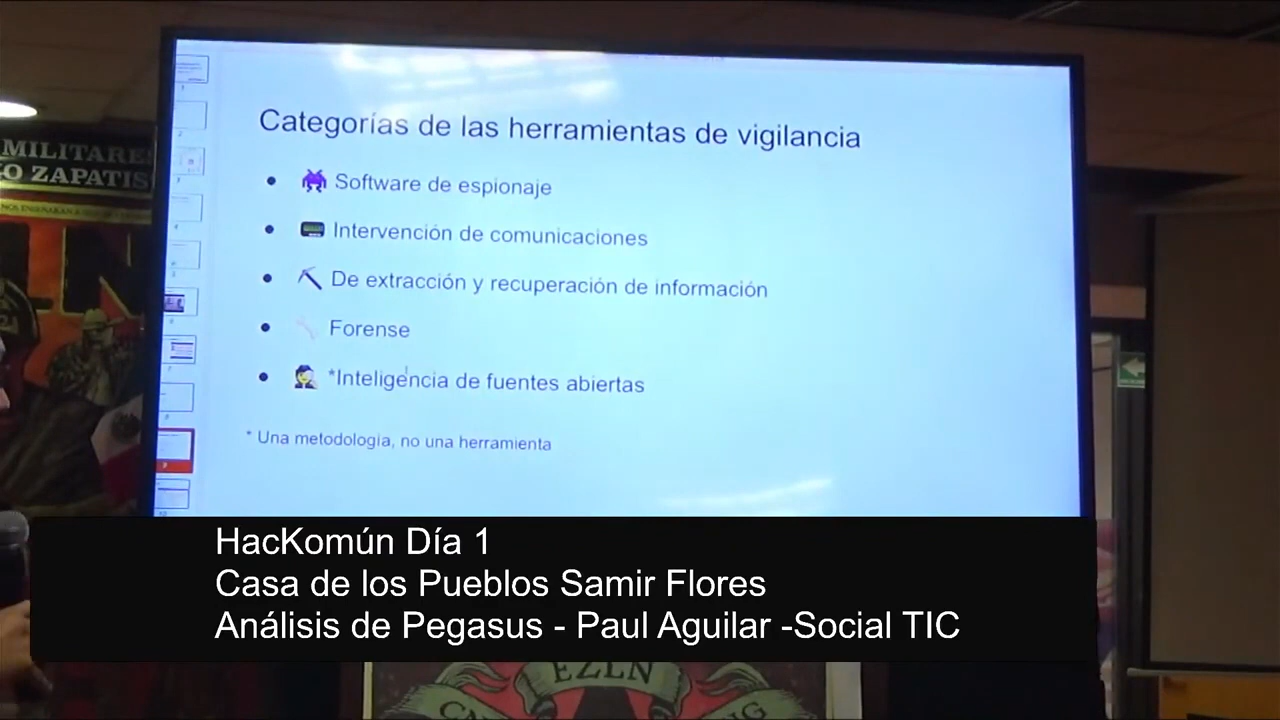 MILITARES
O ZAPATIS
Categorías de las herramientas de vigilancia
Software de espionaje
Intervención de comunicaciones
De extracción y recuperación de información
Forense
*Inteligencia de fuentes abiertas
* Una metodologia, no una herramienta
HacKomún Día 1
Casa de los Pueblos Samir Flores
Análisis de Pegasus - Paul Aguilar -Social TIC
EZLN